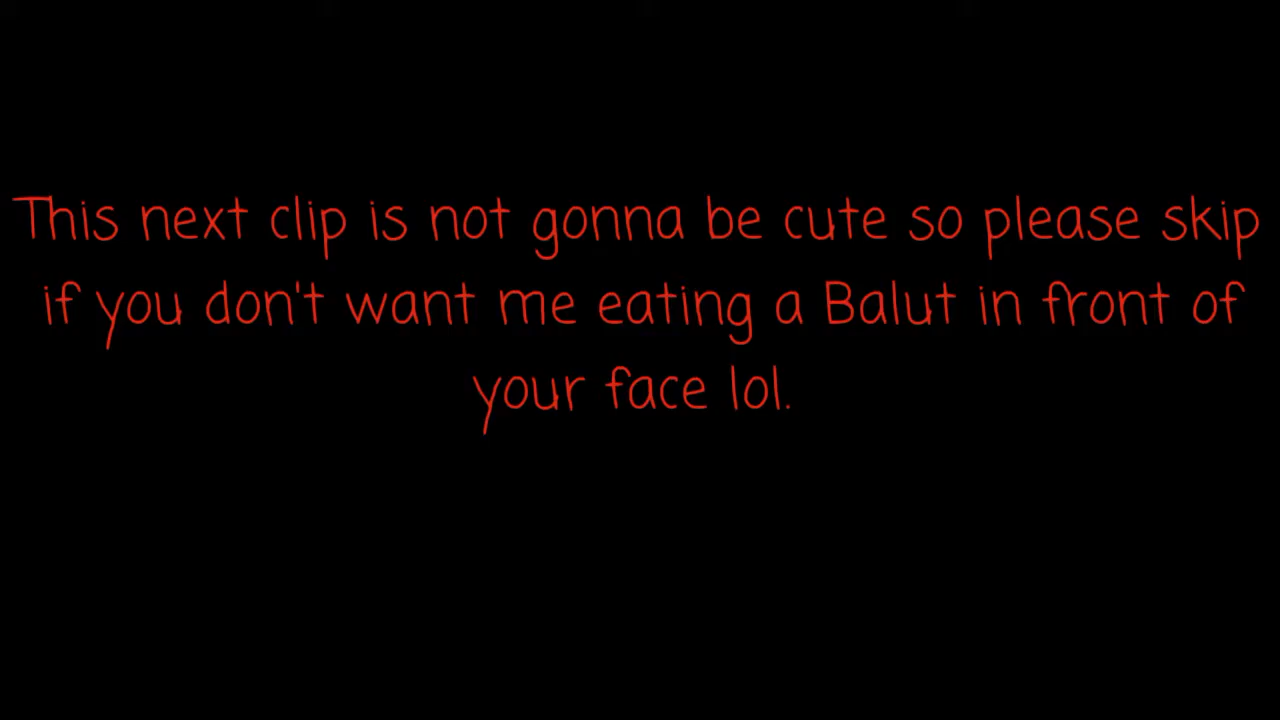 This next clip is not gonna be cute so please skip
if you don't want me eating a Balut in front of
your face lol.